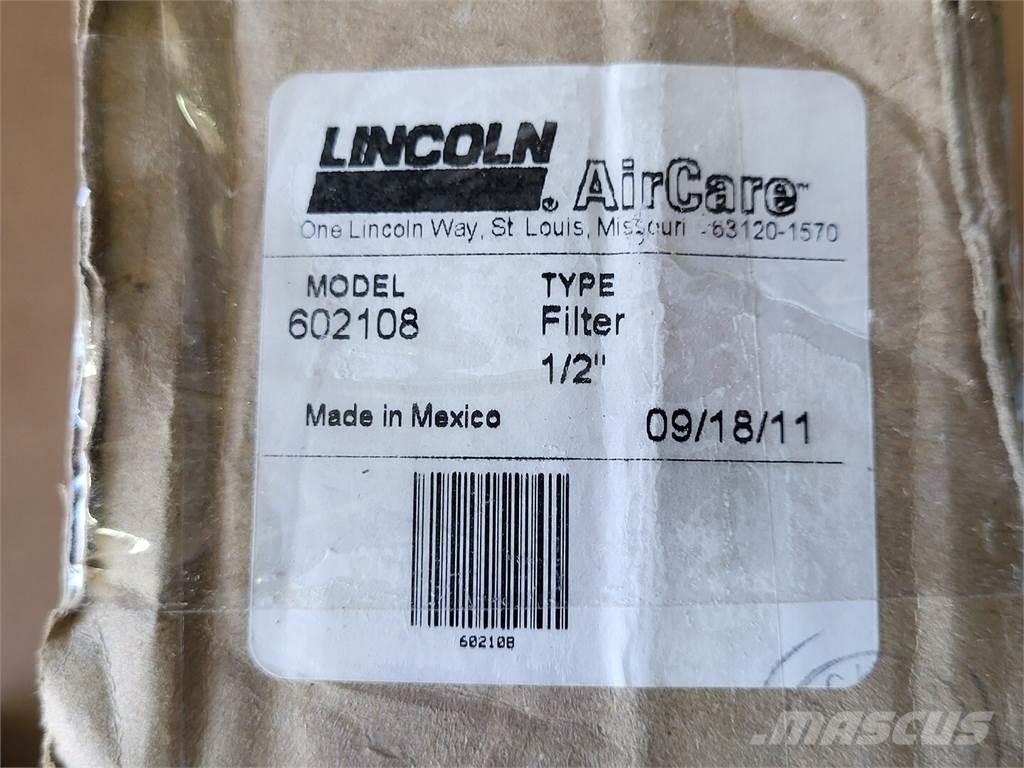 LINCOLN® AirCare™
One Lincoln Way, St. Louis, Missouri 63120-1570
MODEL TYPE
602108 Filter
1/2"
Made in Mexico 09/18/11
602108
MASCUS